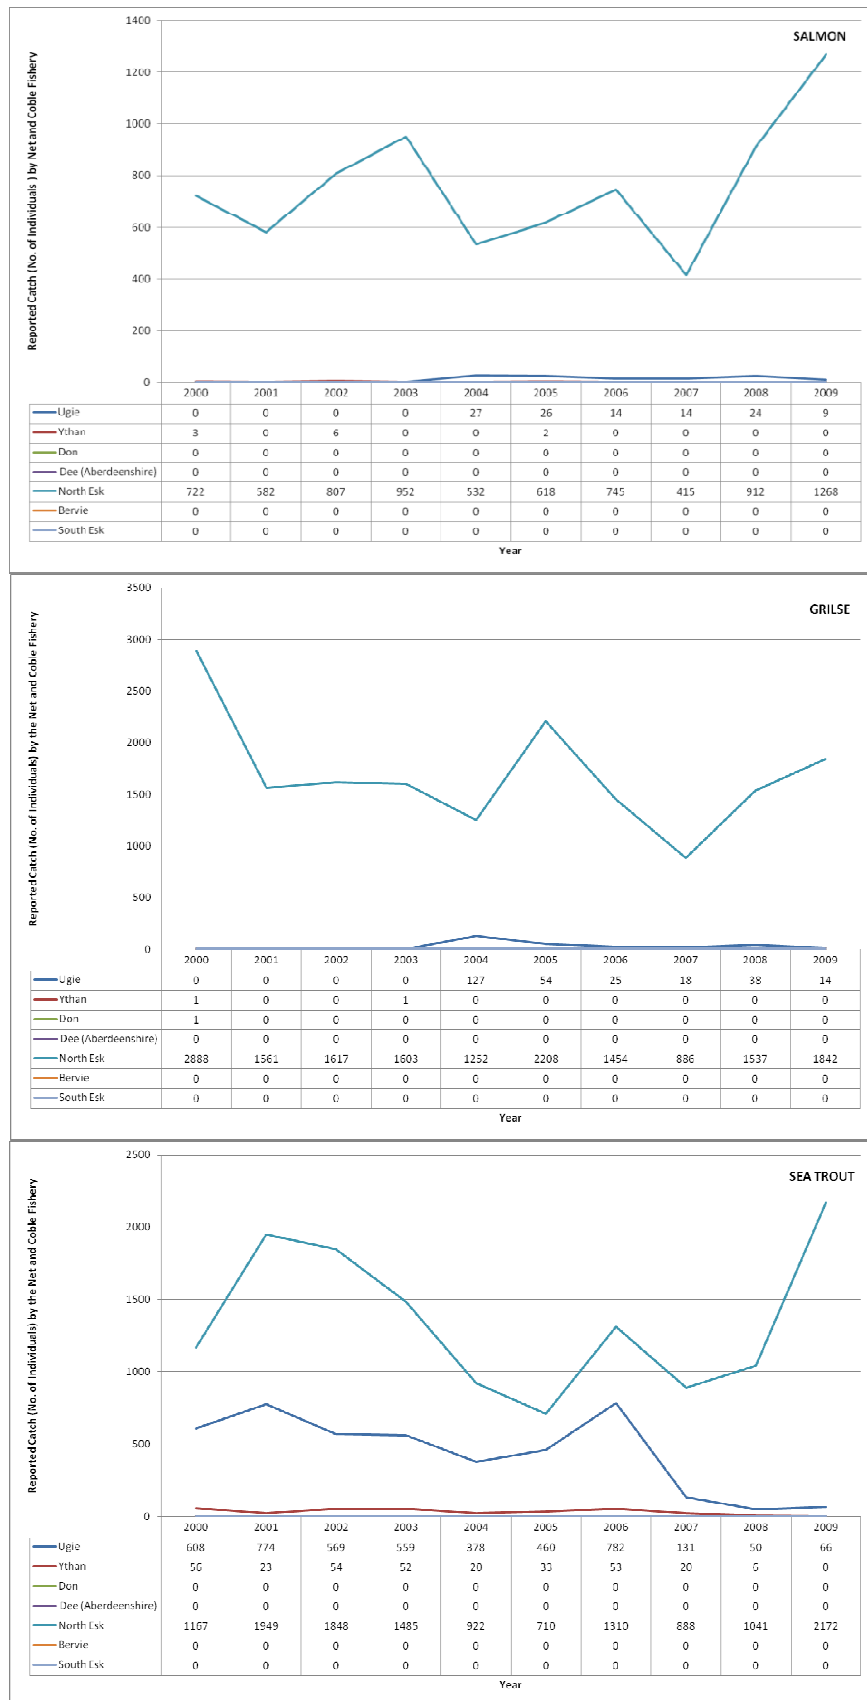 SALMON
Reported Catch (No. of Individuals ) by Net and Coble Fishery
1400
1200
1000
800
600
400
200
0
2000 2001 2002 2003 2004 2005 2006 2007 2008 2009
Ugie 0 0 0 0 27 26 14 14 24 9
Ythan 3 0 6 0 0 2 0 0 0 0
Don 0 0 0 0 0 0 0 0 0 0
Dee (Aberdeenshire) 0 0 0 0 0 0 0 0 0 0
North Esk 722 582 807 952 532 618 745 415 912 1268
Bervie 0 0 0 0 0 0 0 0 0 0
South Esk 0 0 0 0 0 0 0 0 0 0
Year
GRILSE
Reported Catch (No. of Individuals) by the Net and Coble Fishery
3500
3000
2500
2000
1500
1000
500
0
2000 2001 2002 2003 2004 2005 2006 2007 2008 2009
Ugie 0 0 0 0 127 54 25 18 38 14
Ythan 1 0 0 1 0 0 0 0 0 0
Don 1 0 0 0 0 0 0 0 0 0
Dee (Aberdeenshire) 0 0 0 0 0 0 0 0 0 0
North Esk 2888 1561 1617 1603 1252 2208 1454 886 1537 1842
Bervie 0 0 0 0 0 0 0 0 0 0
South Esk 0 0 0 0 0 0 0 0 0 0
Year
SEA TROUT
Reported Catch (No. of Individuals) by the Net and Coble Fishery
2500
2000
1500
1000
500
0
2000 2001 2002 2003 2004 2005 2006 2007 2008 2009
Ugie 608 774 569 559 378 460 782 131 50 66
Ythan 56 23 54 52 20 33 53 20 6 0
Don 0 0 0 0 0 0 0 0 0 0
Dee (Aberdeenshire) 0 0 0 0 0 0 0 0 0 0
North Esk 1167 1949 1848 1485 922 710 1310 888 1041 2172
Bervie 0 0 0 0 0 0 0 0 0 0
South Esk 0 0 0 0 0 0 0 0 0 0
Year